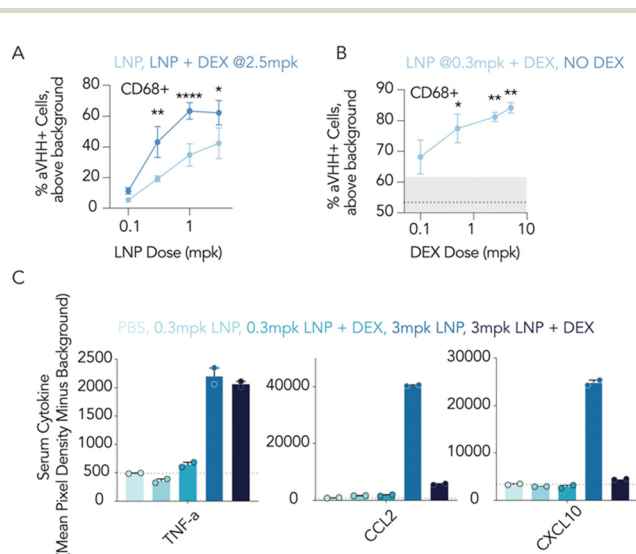 A
LNP, LNP + DEX @2.5mpk
% aVHH+ Cells,
above background
CD68+
**
****
*
80
60
40
20
0
0.1
1
LNP Dose (mpk)
B
LNP @0.3mpk + DEX, NO DEX
% aVHH+ Cells,
above background
CD68+
*
**
**
90
80
70
60
50
0.1
1
10
DEX Dose (mpk)
C
PBS, 0.3mpk LNP, 0.3mpk LNP + DEX, 3mpk LNP, 3mpk LNP + DEX
Serum Cytokine
(Mean Pixel Density Minus Background)
2500
2000
1500
1000
500
0
TNF-a
40000
20000
0
CCL2
30000
20000
10000
0
CXCL10